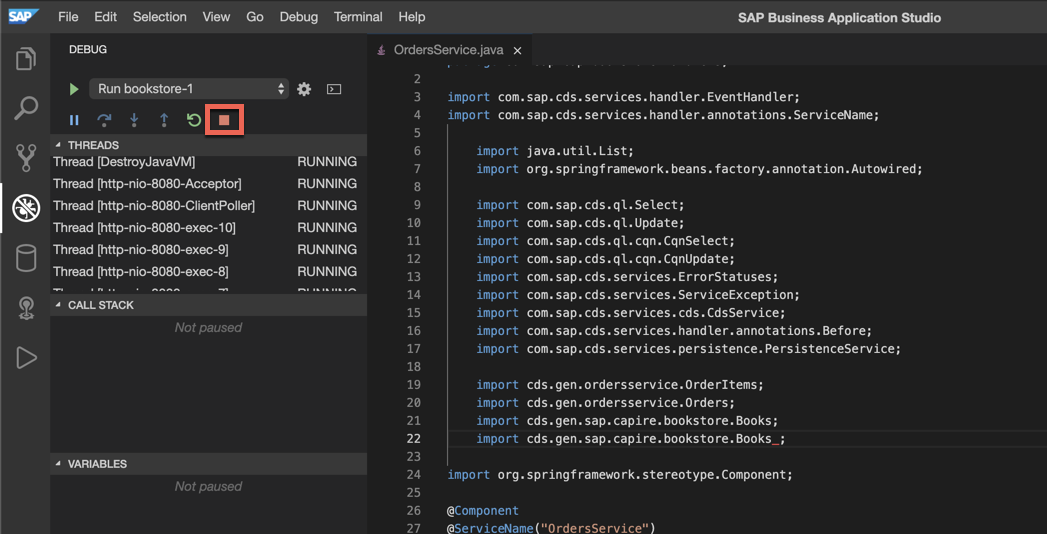 SAP File Edit Selection View Go Debug Terminal Help SAP Business Application Studio
DEBUG
Run bookstore-1
THREADS
Thread [DestroyJavaVM] RUNNING
Thread [http-nio-8080-Acceptor] RUNNING
Thread [http-nio-8080-ClientPoller] RUNNING
Thread [http-nio-8080-exec-10] RUNNING
Thread [http-nio-8080-exec-9] RUNNING
Thread [http-nio-8080-exec-8] RUNNING
CALL STACK
Not paused
VARIABLES
Not paused
OrdersService.java
2
3 import com.sap.cds.services.handler.EventHandler;
4 import com.sap.cds.services.handler.annotations.ServiceName;
5
6 import java.util.List;
7 import org.springframework.beans.factory.annotation.Autowired;
8
9 import com.sap.cds.ql.Select;
10 import com.sap.cds.ql.Update;
11 import com.sap.cds.ql.cqn.CqnSelect;
12 import com.sap.cds.ql.cqn.CqnUpdate;
13 import com.sap.cds.services.ErrorStatuses;
14 import com.sap.cds.services.ServiceException;
15 import com.sap.cds.services.cds.CdsService;
16 import com.sap.cds.services.handler.annotations.Before;
17 import com.sap.cds.services.persistence.PersistenceService;
18
19 import cds.gen.ordersservice.OrderItems;
20 import cds.gen.ordersservice.Orders;
21 import cds.gen.sap.capire.bookstore.Books;
22 import cds.gen.sap.capire.bookstore.Books_;
23
24 import org.springframework.stereotype.Component;
25
26 @Component
27 @ServiceName("OrdersService")